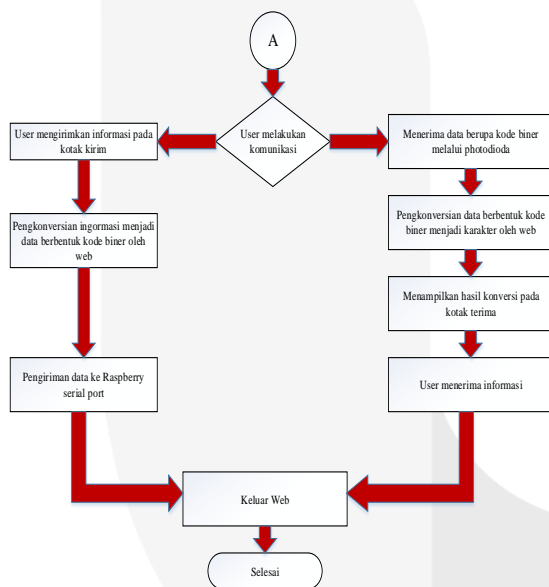 A
User melakukan
komunikasi
User mengirimkan informasi pada
kotak kirim
Pengkonversian ingormasi menjadi
data berbentuk kode biner oleh
web
Pengiriman data ke Raspberry
serial port
Menerima data berupa kode biner
melalui photodioda
Pengkonversian data berbentuk kode
biner menjadi karakter oleh web
Menampilkan hasil konversi pada
kotak terima
User menerima informasi
Keluar Web
Selesai